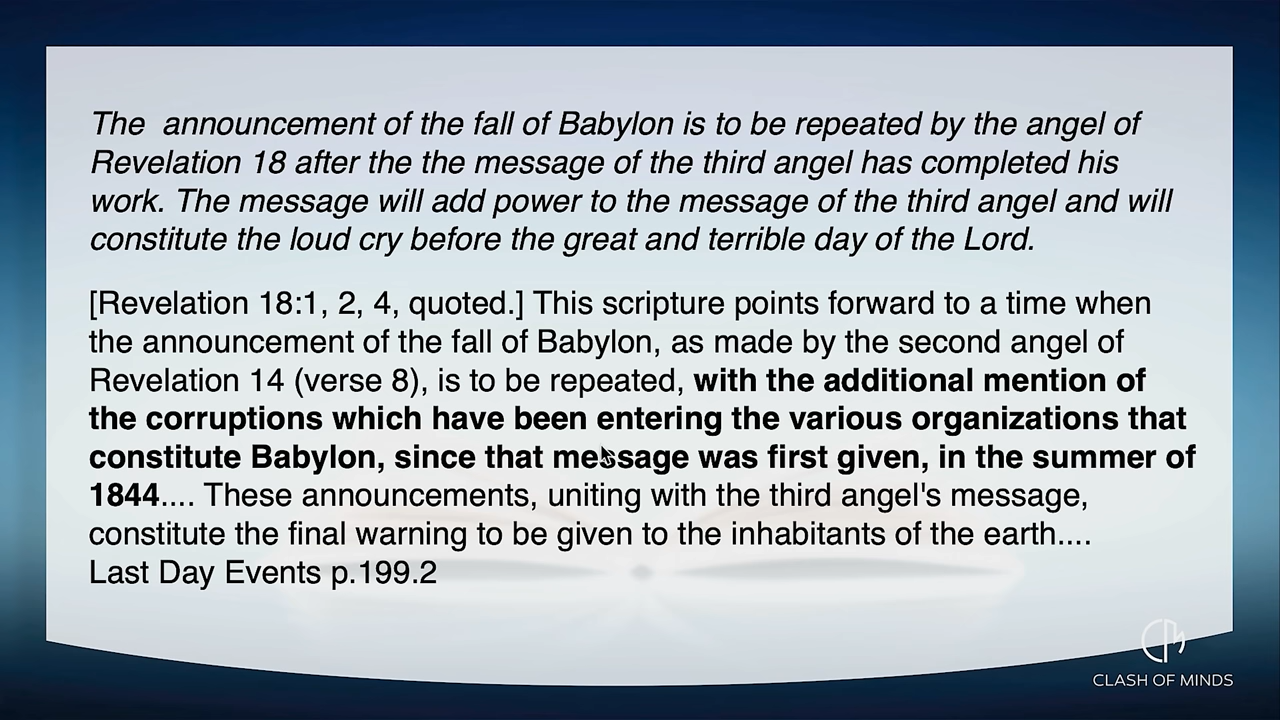 The announcement of the fall of Babylon is to be repeated by the angel of
Revelation 18 after the the message of the third angel has completed his
work. The message will add power to the message of the third angel and will
constitute the loud cry before the great and terrible day of the Lord.
[Revelation 18:1, 2, 4, quoted.] This scripture points forward to a time when
the announcement of the fall of Babylon, as made by the second angel of
Revelation 14 (verse 8), is to be repeated, with the additional mention of
the corruptions which have been entering the various organizations that
constitute Babylon, since that message was first given, in the summer of
1844.... These announcements, uniting with the third angel's message,
constitute the final warning to be given to the inhabitants of the earth....
Last Day Events p.199.2
CLASH OF MINDS